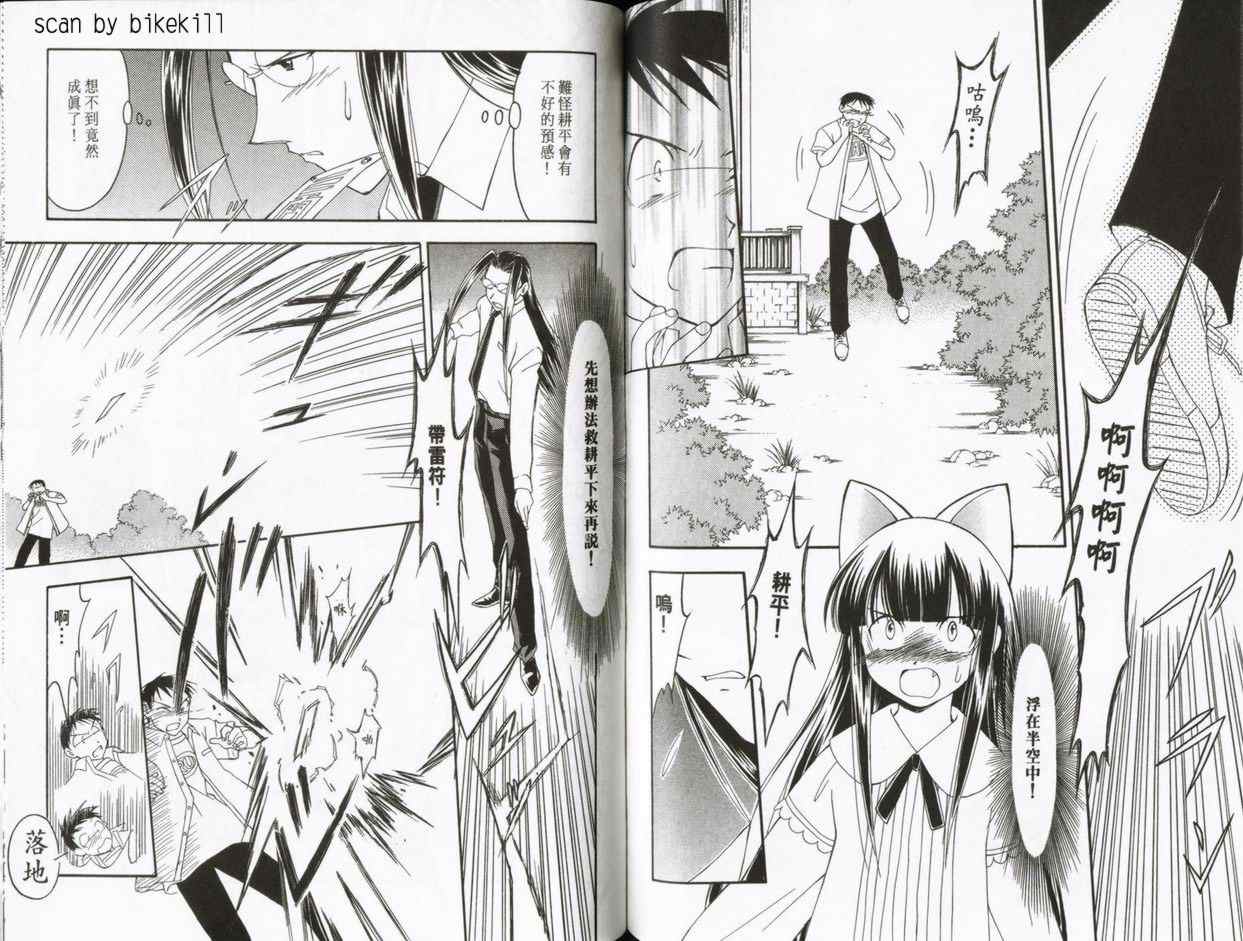 scan by bikekill
咕嗚…
啊啊啊啊
耕平！
浮在半空中！
嗚！
難怪耕平會有
不好的預感！
想不到竟然
成真了！
先想辦法救耕平下來再説！
帶雷符！
咻
啊…
落地